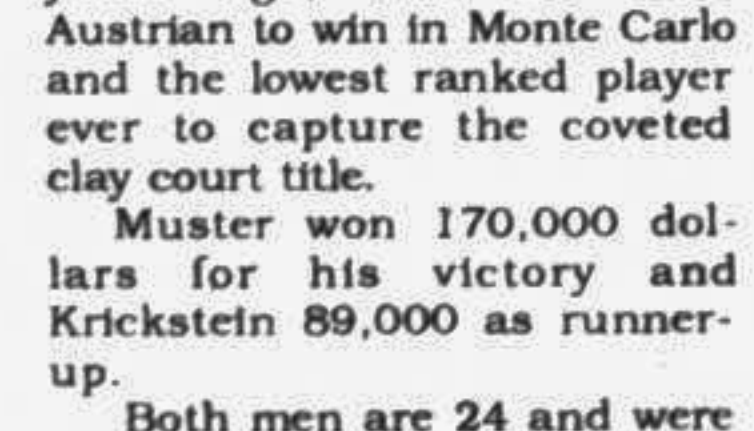 Austrian to win in Monte Carlo
and the lowest ranked player
ever to capture the coveted
clay court title.
Muster won 170,000 dol-
lars for his victory and
Krickstein 89,000 as runner-
up.
Both men are 24 and were